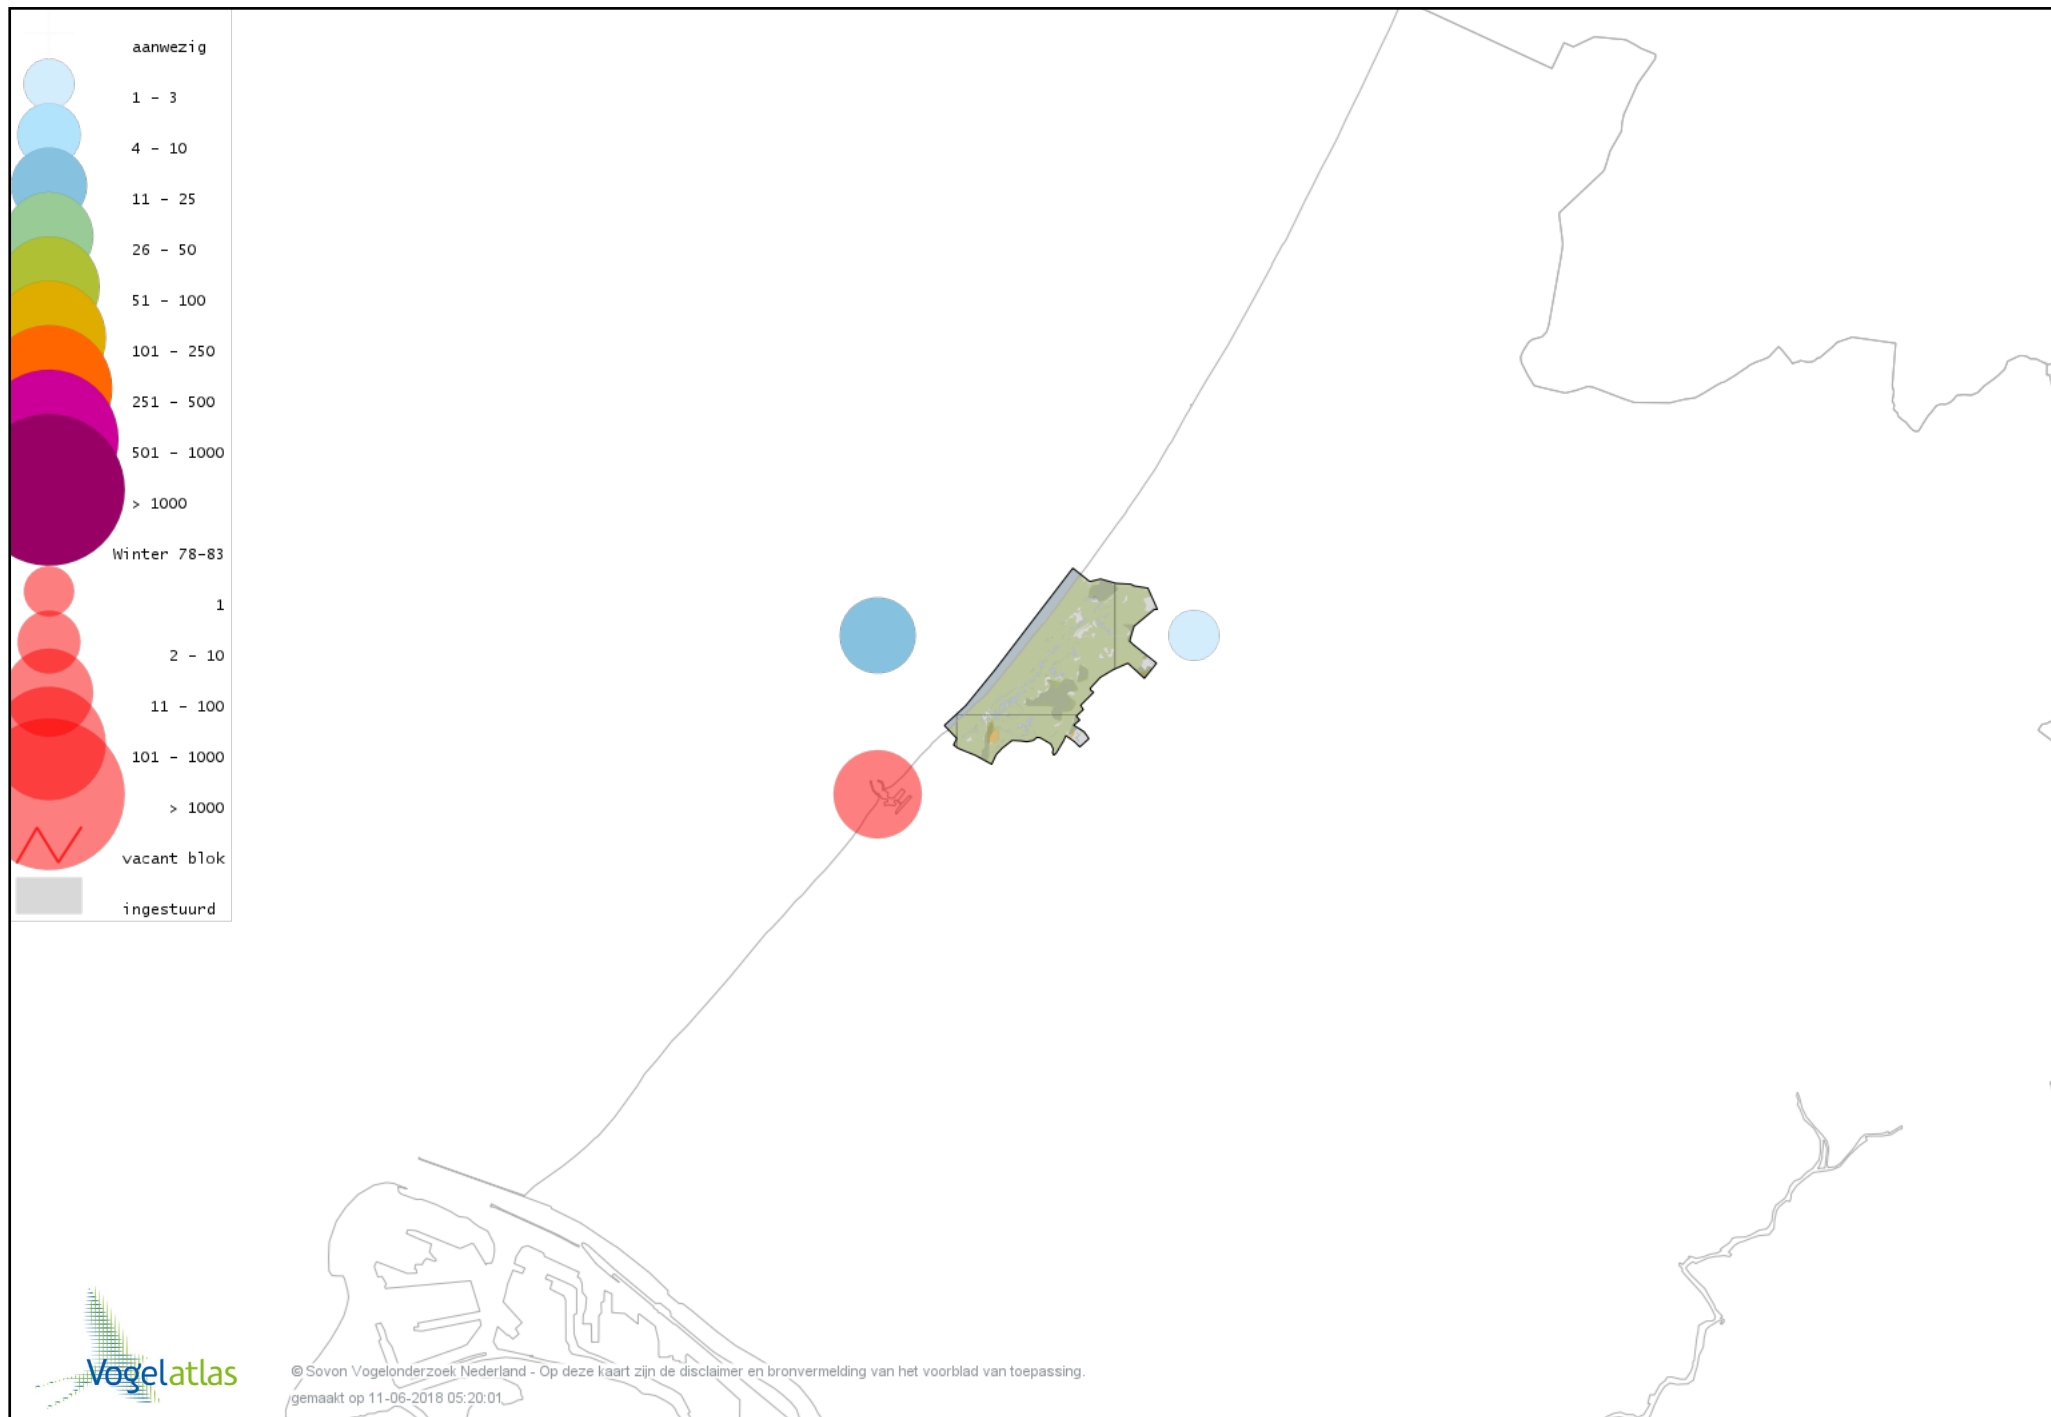 aanwezig
1 - 3
4 - 10
11 - 25
26 - 50
51 - 100
101 - 250
251 - 500
501 - 1000
> 1000
Winter 78-83
1
2 - 10
11 - 100
101 - 1000
> 1000
vacant blok
ingestuurd
Vogelatlas
© Sovon Vogelonderzoek Nederland - Op deze kaart zijn de disclaimer en bronvermelding van het voorblad van toepassing.
gemaakt op 11-06-2018 05:20:01